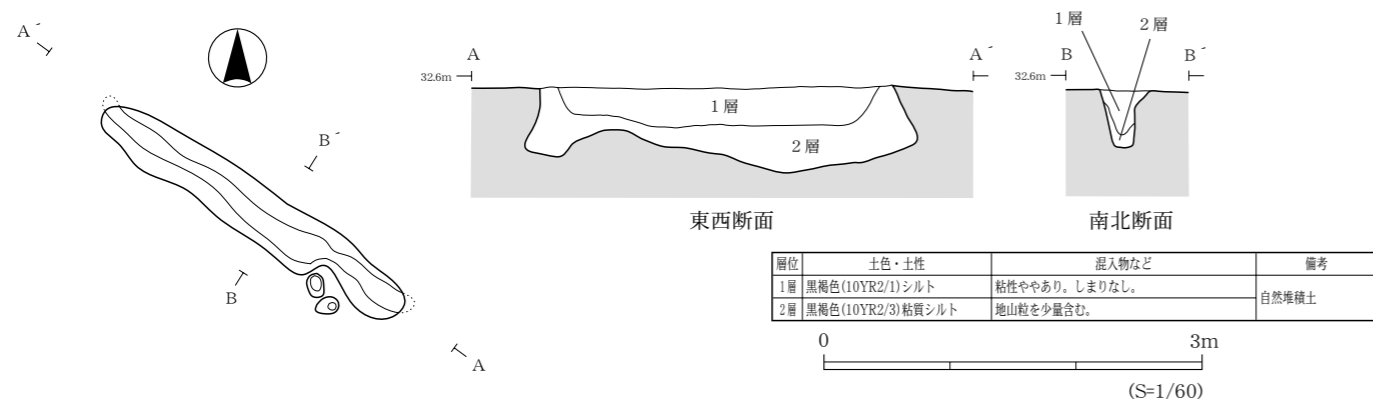 A´
B´
B
A
A
A´
32.6m
1層
2層
東西断面
1層
2層
B
B´
32.6m
南北断面
層位 土色・土性 混入物など 備考
1層 黒褐色(10YR2/1)シルト 粘性ややあり。しまりなし。 自然堆積土
2層 黒褐色(10YR2/3)粘質シルト 地山粒を少量含む。
0 3m
(S=1/60)